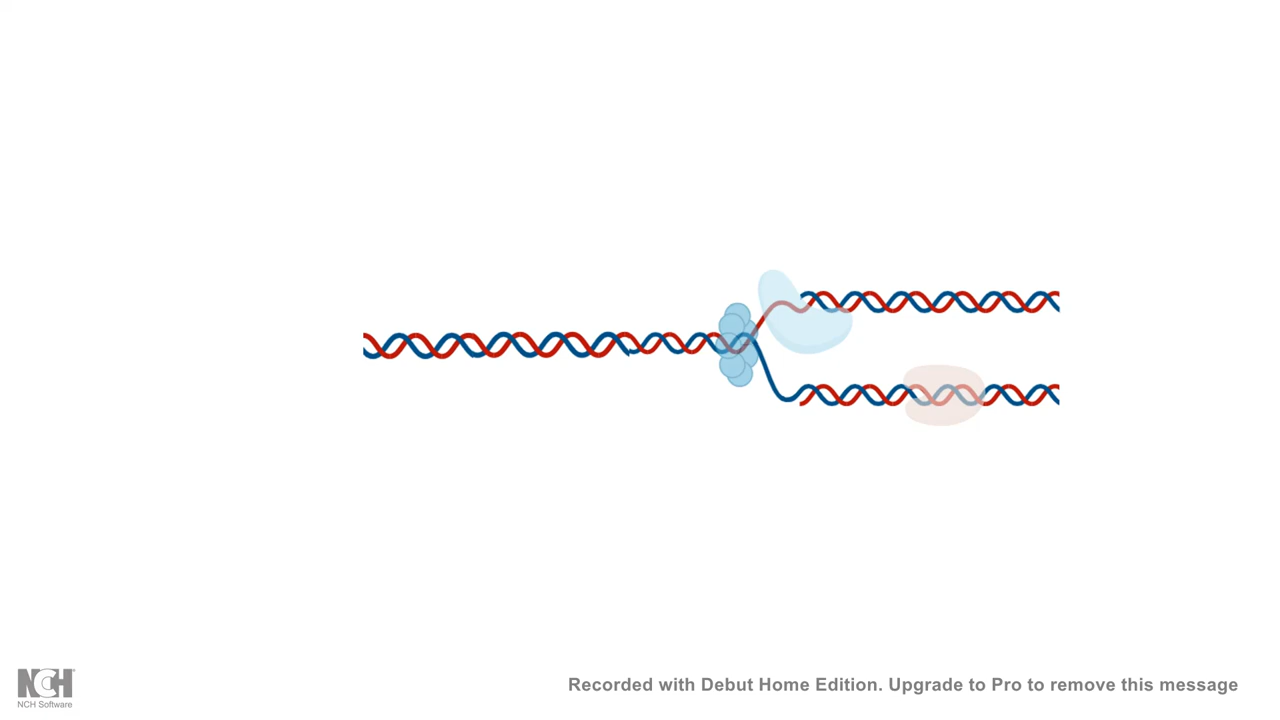 NCH
NCH Software
Recorded with Debut Home Edition. Upgrade to Pro to remove this message